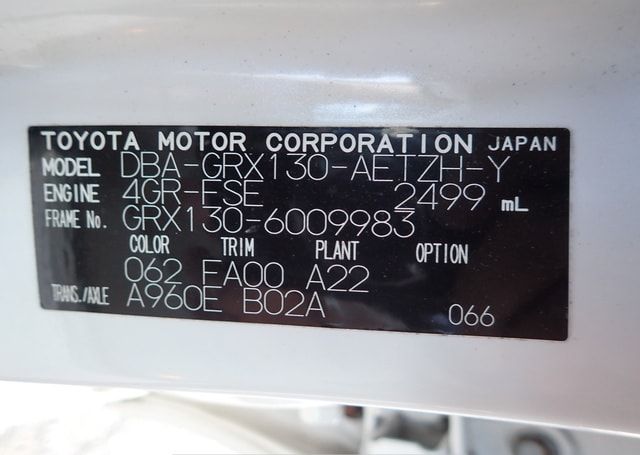 TOYOTA MOTOR CORPORATION JAPAN
MODEL DBA-GRX130-AETZH-Y
ENGINE 4GR-FSE 2499 mL
FRAME No. GRX130-6009983
COLOR TRIM PLANT OPTION
062 FA00 A22
TRANS./AXLE A960E B02A 066